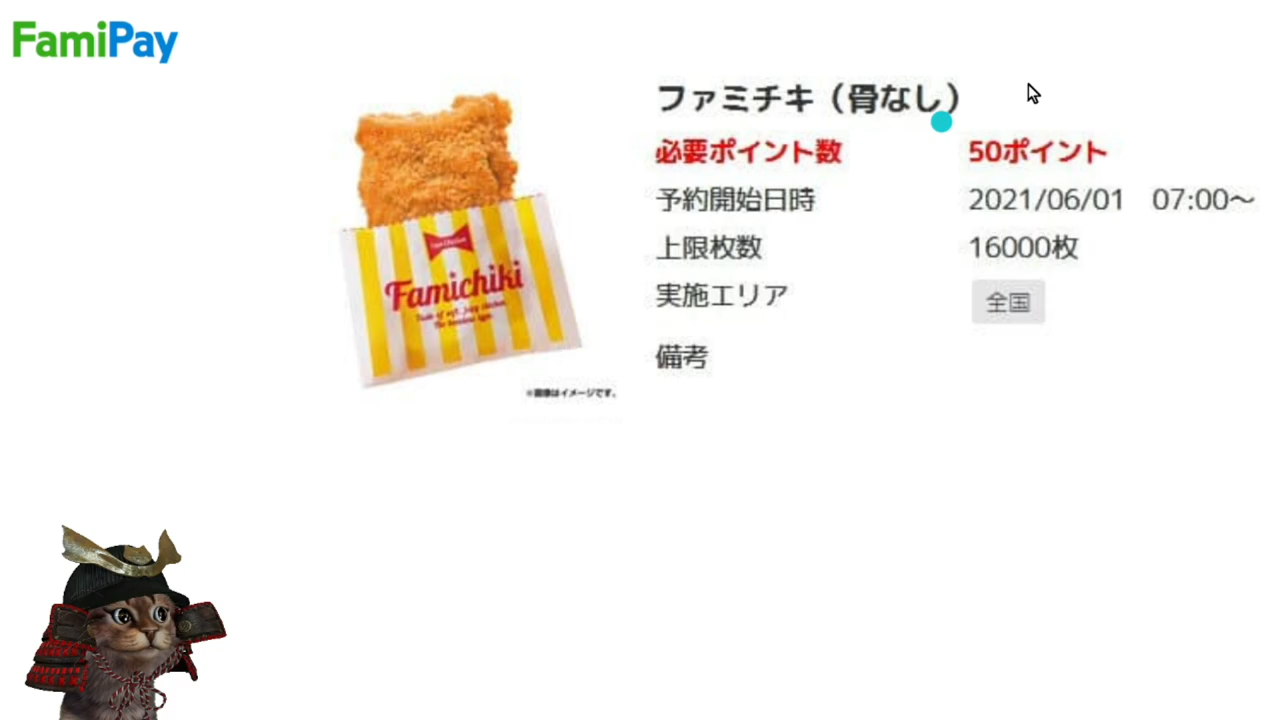 FamiPay
ファミチキ（骨なし）
必要ポイント数 50ポイント
予約開始日時 2021/06/01 07:00～
上限枚数 16000枚
実施エリア 全国
備考
Famichiki
※画像はイメージです。